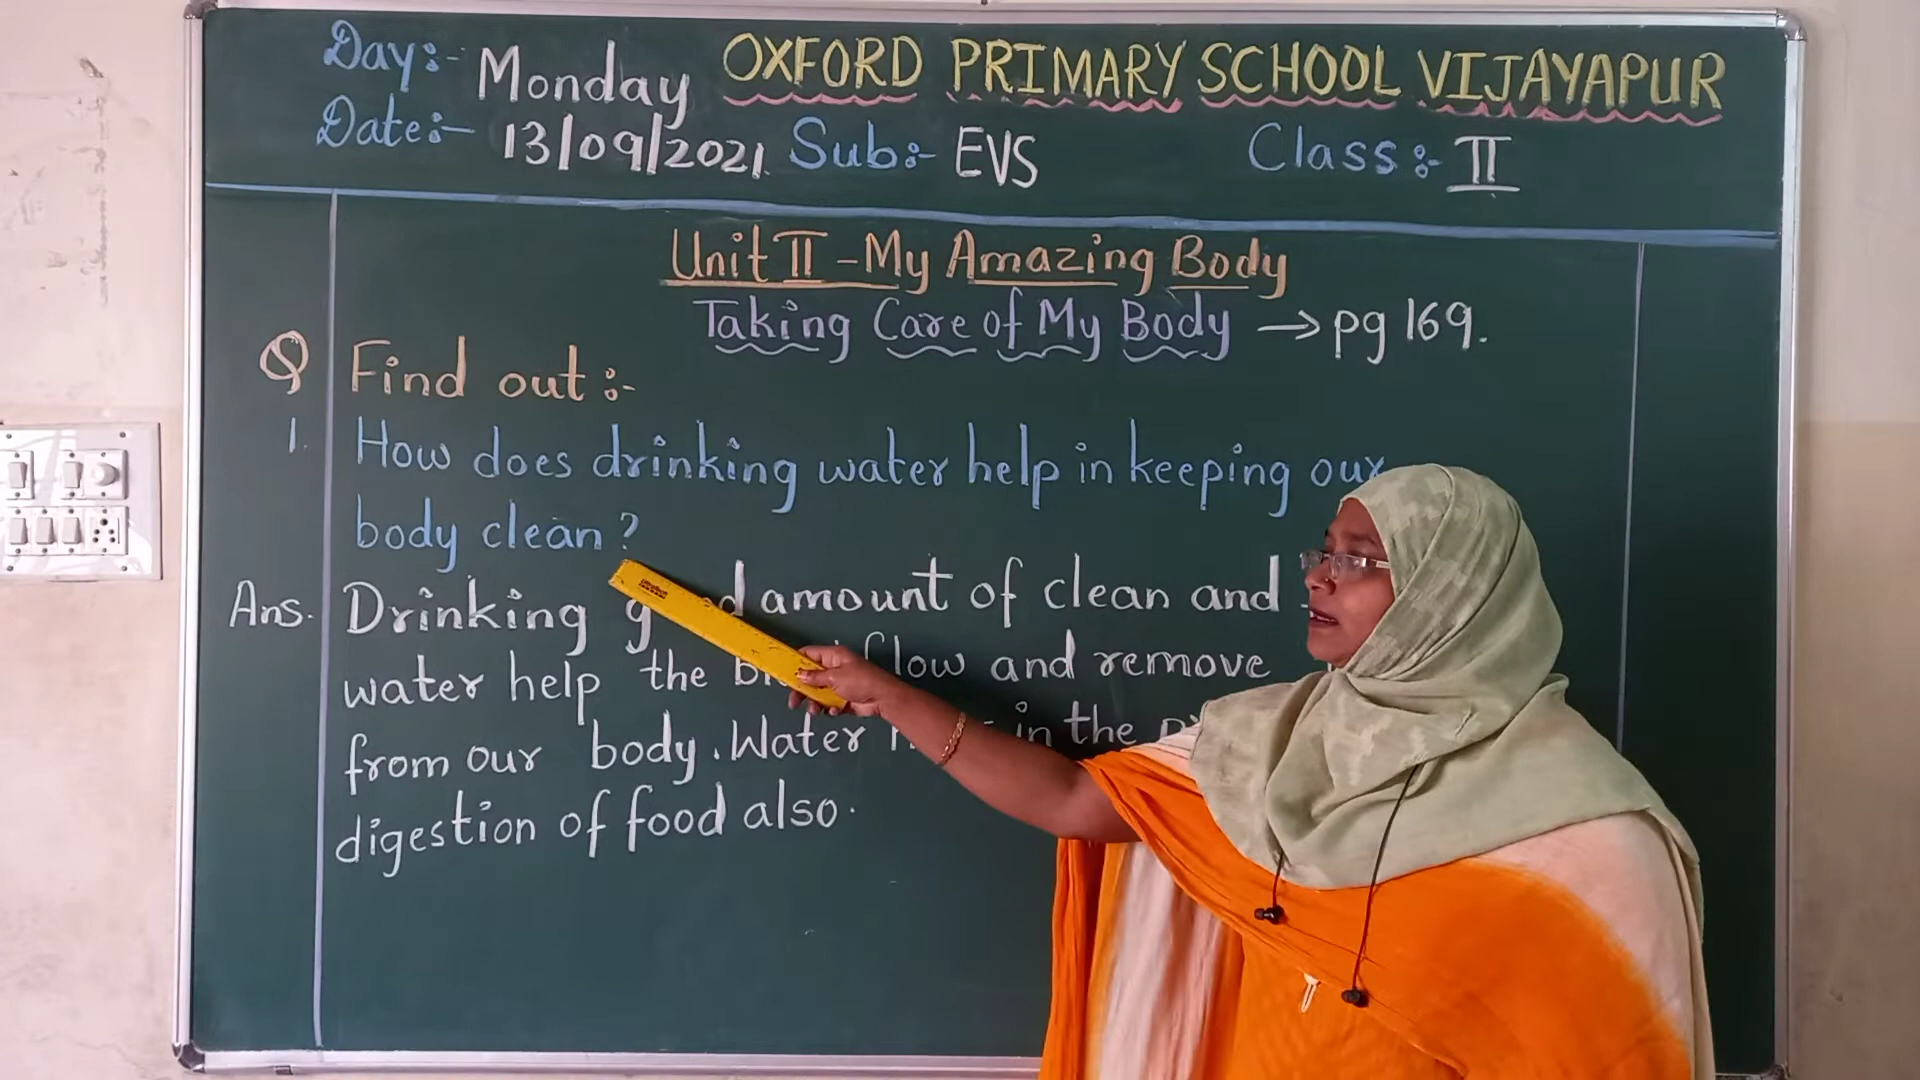 Day:- Monday OXFORD PRIMARY SCHOOL VIJAYAPUR
Date:- 13/09/2021 Sub:- EVS Class:- II
Unit II - My Amazing Body
Taking Care of My Body → pg 169.
Q Find out :-
1. How does drinking water help in keeping our
body clean?
Ans. Drinking amount of clean and
water help the flow and remove
from our body. Water in the
digestion of food also.